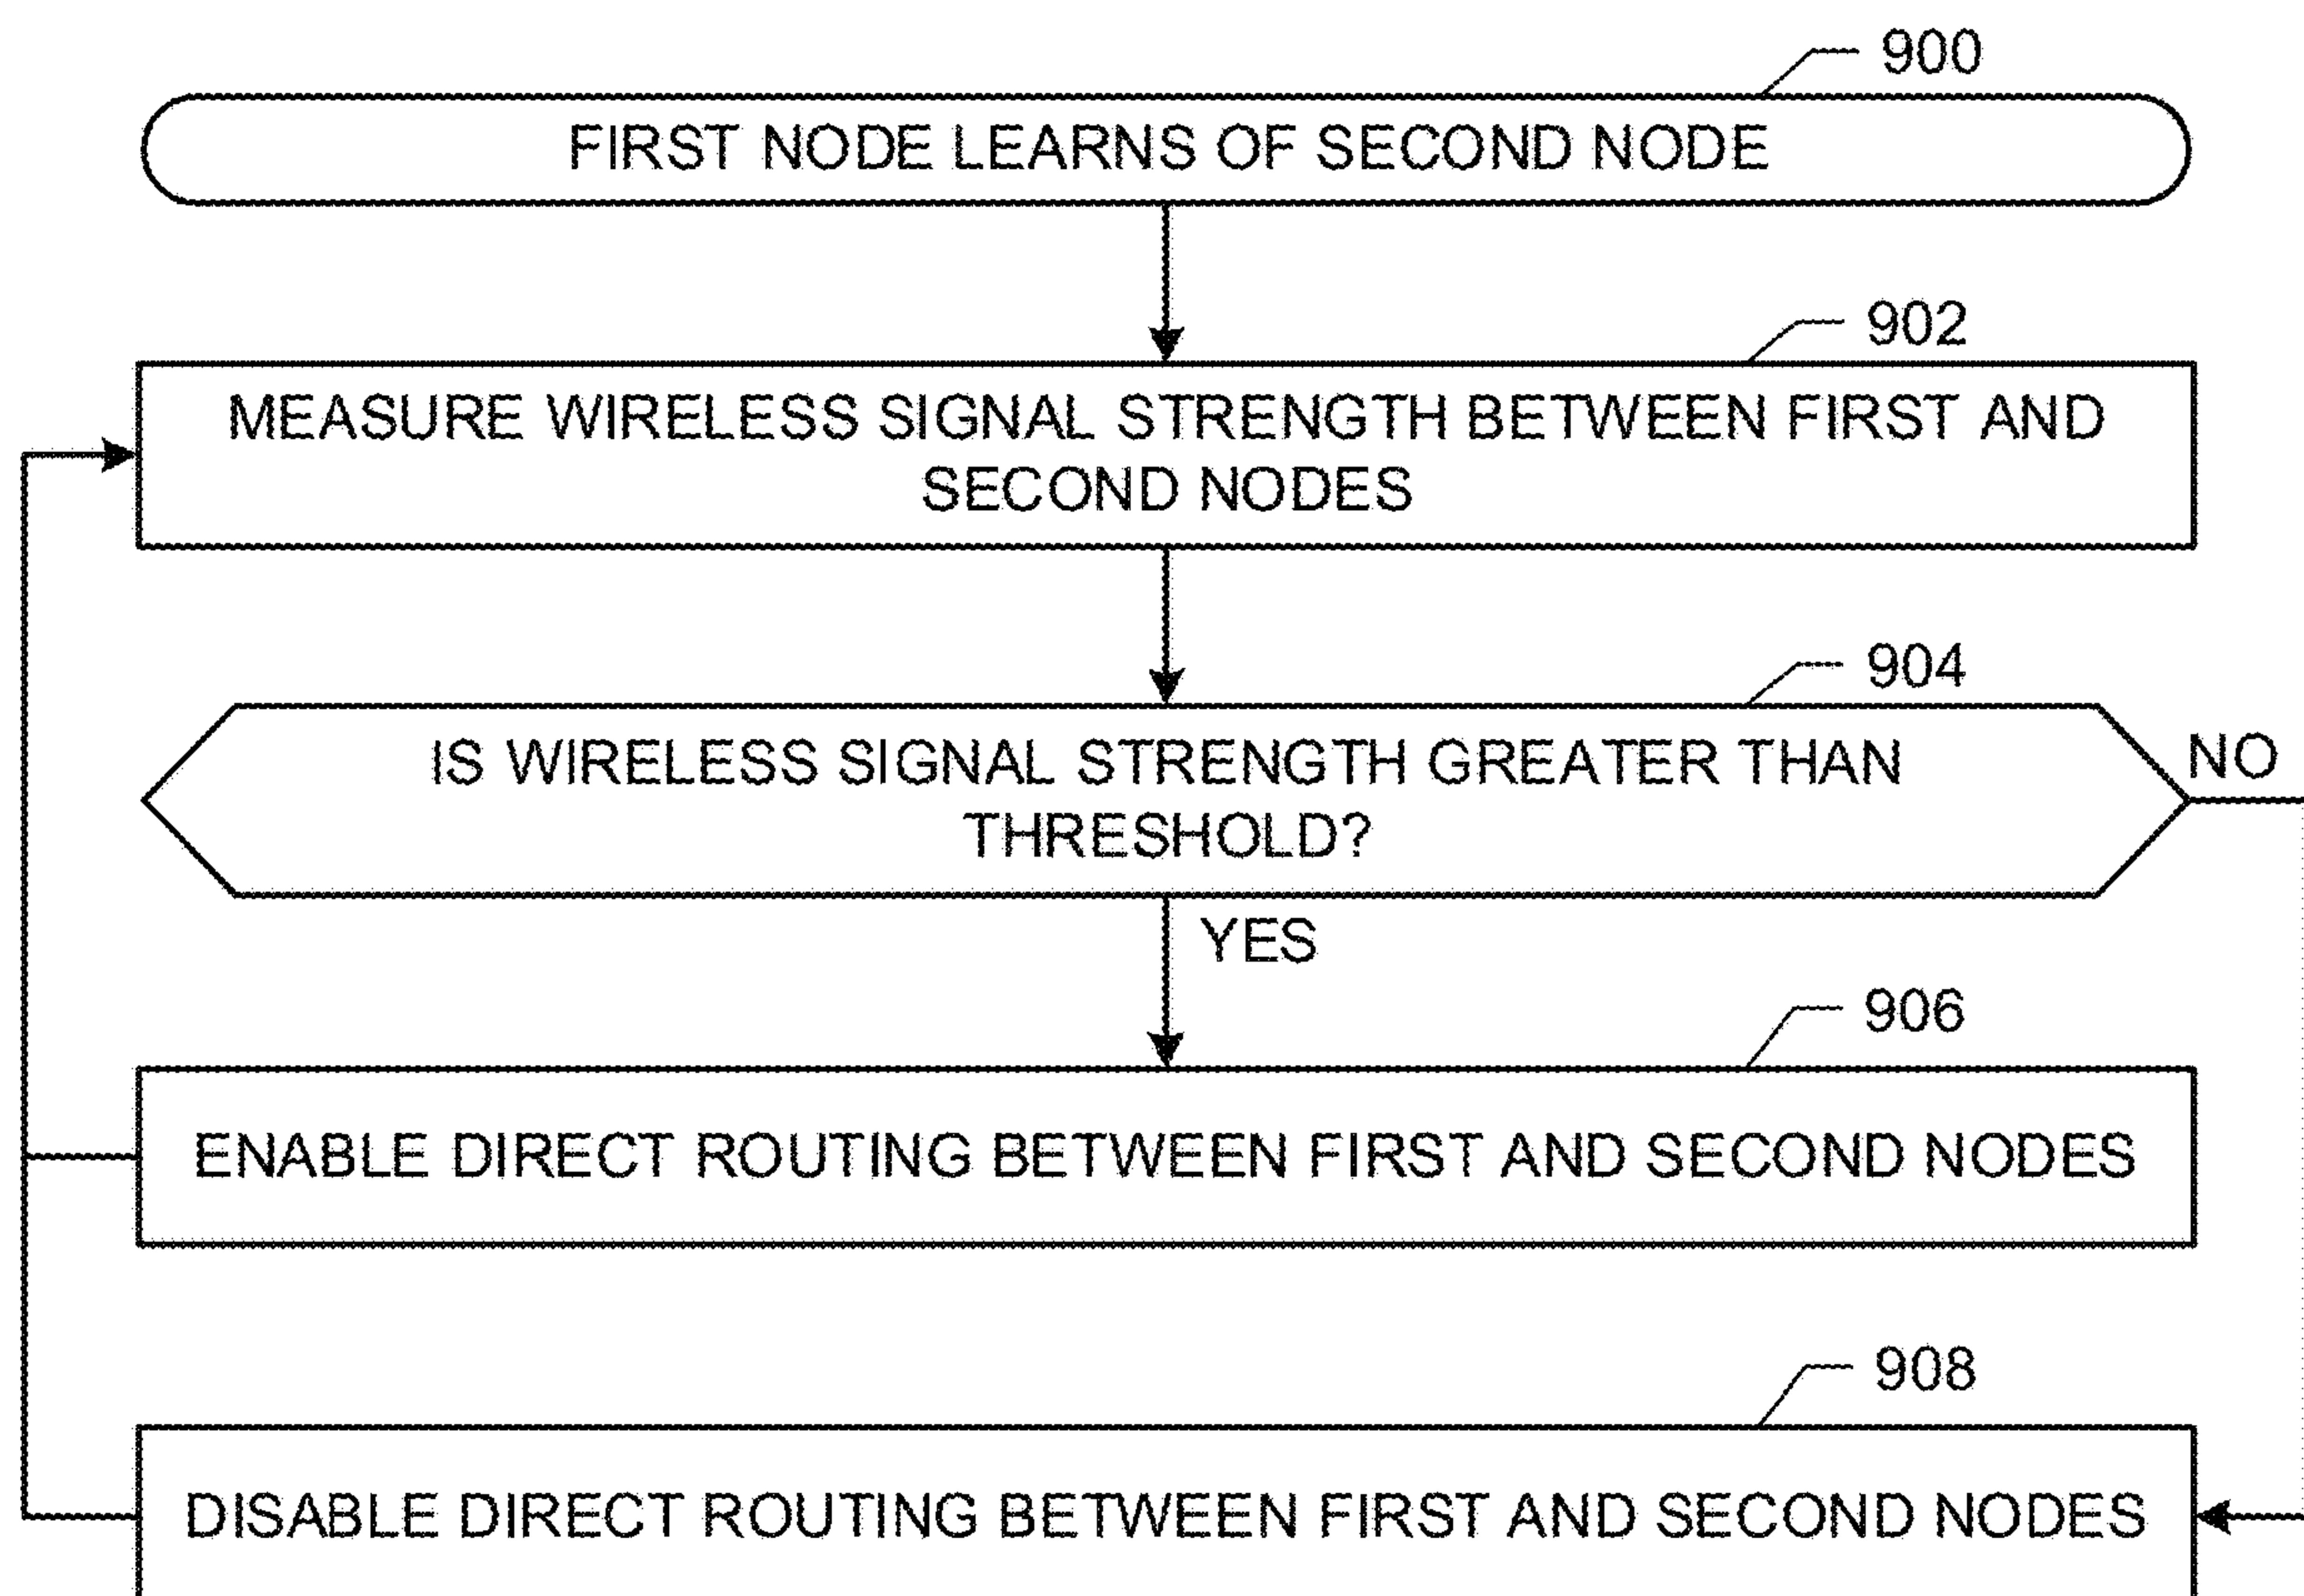 900
FIRST NODE LEARNS OF SECOND NODE
902
MEASURE WIRELESS SIGNAL STRENGTH BETWEEN FIRST AND
SECOND NODES
904
IS WIRELESS SIGNAL STRENGTH GREATER THAN
THRESHOLD?
NO
YES
906
ENABLE DIRECT ROUTING BETWEEN FIRST AND SECOND NODES
908
DISABLE DIRECT ROUTING BETWEEN FIRST AND SECOND NODES